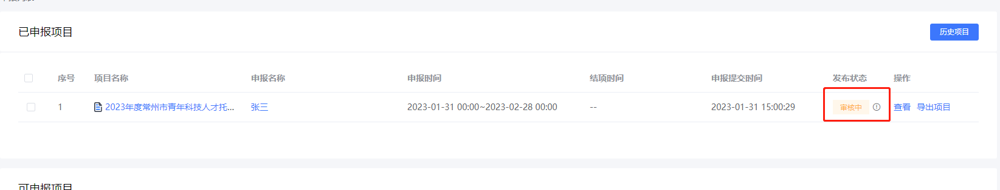 已申报项目
历史项目
序号 项目名称 申报名称 申报时间 结项时间 申报提交时间 发布状态 操作
1 2023年度常州市青年科技人才托... 张三 2023-01-31 00:00~2023-02-28 00:00 -- 2023-01-31 15:00:29 审核中 查看 导出项目
可申报项目